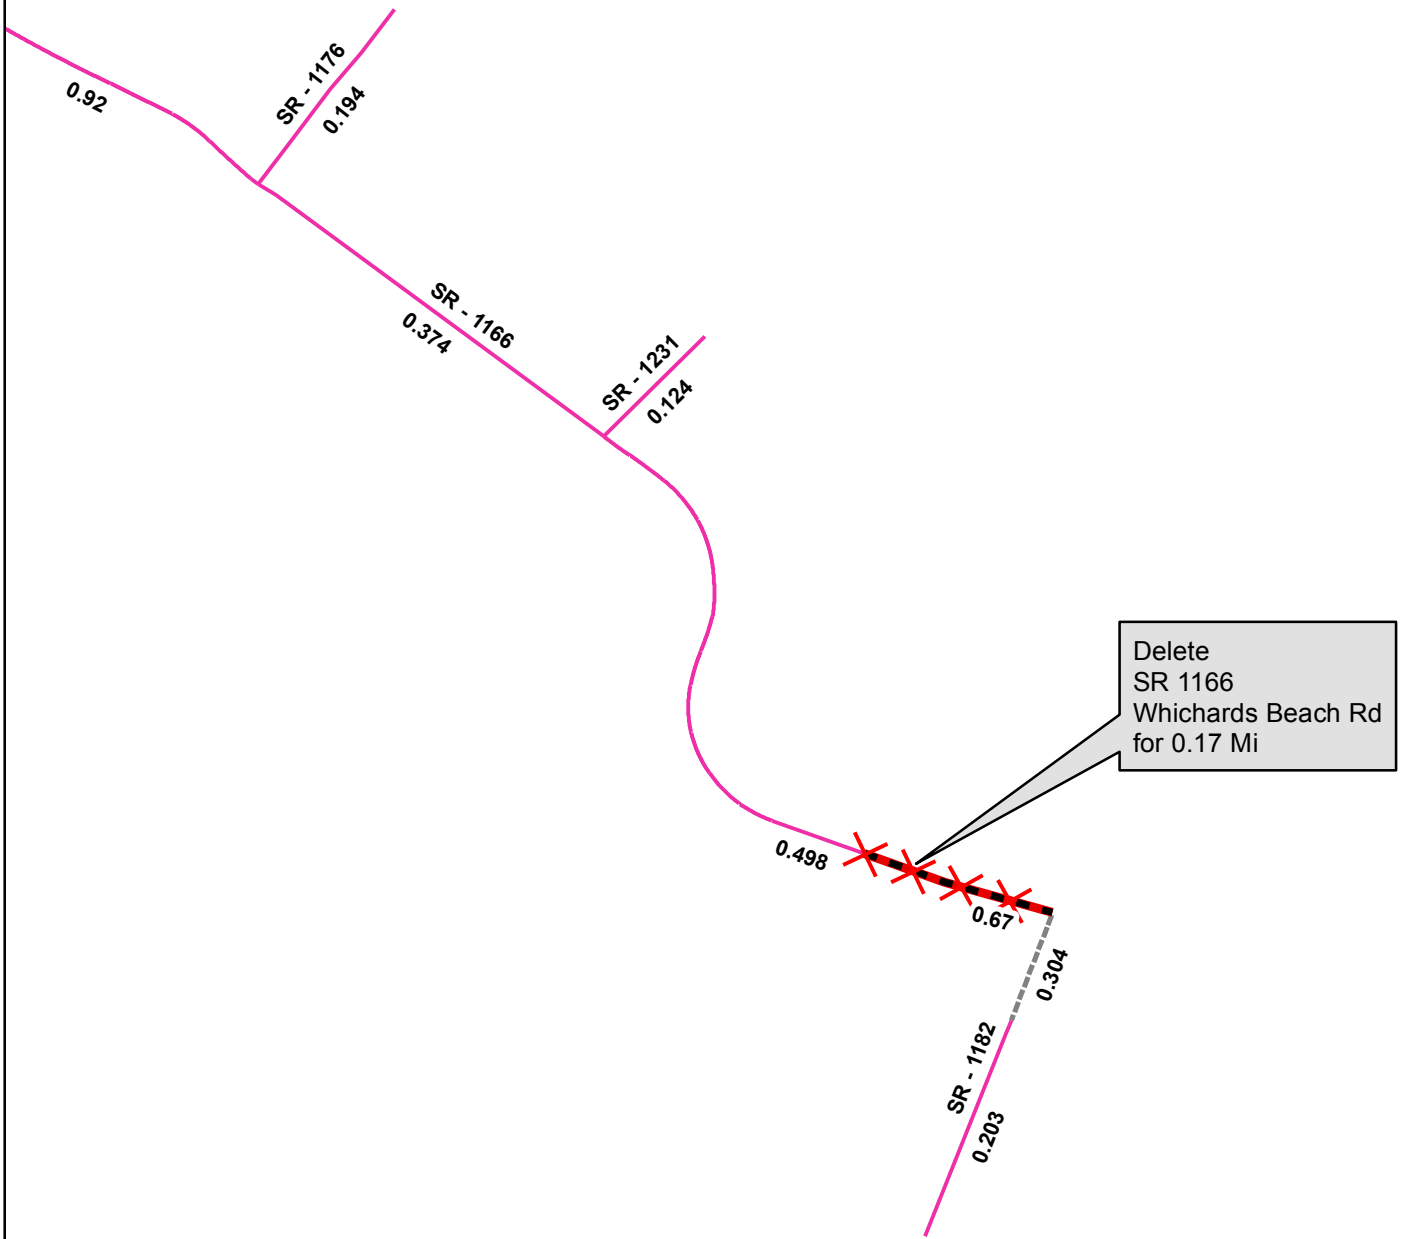 0.92
SR - 1176
0.194
SR - 1166
0.374
SR - 1231
0.124
Delete
SR 1166
Whichards Beach Rd
for 0.17 Mi
0.498
0.67
0.304
SR - 1182
0.203